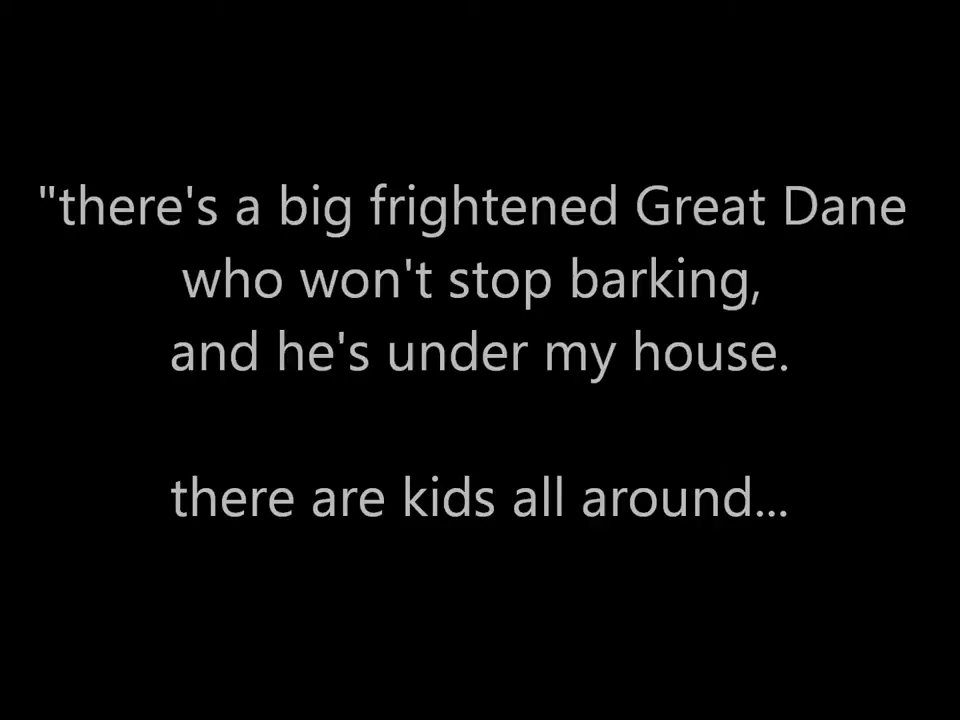 "there's a big frightened Great Dane
who won't stop barking,
and he's under my house.
there are kids all around...